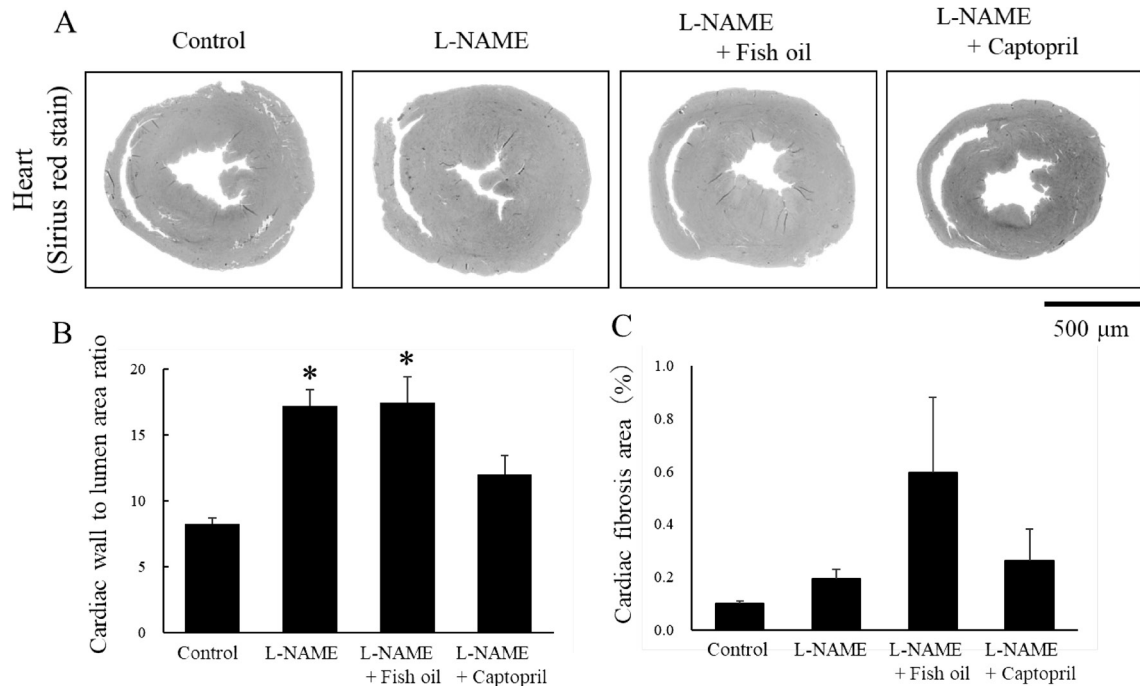 A
Control
L-NAME
L-NAME
+ Fish oil
L-NAME
+ Captopril
Heart
(Sirius red stain)
500 µm
B
Cardiac wall to lumen area ratio
20
15
10
5
0
*
*
Control
L-NAME
L-NAME
+ Fish oil
L-NAME
+ Captopril
C
Cardiac fibrosis area (%)
1.0
0.8
0.6
0.4
0.2
0.0
Control
L-NAME
L-NAME
+ Fish oil
L-NAME
+ Captopril